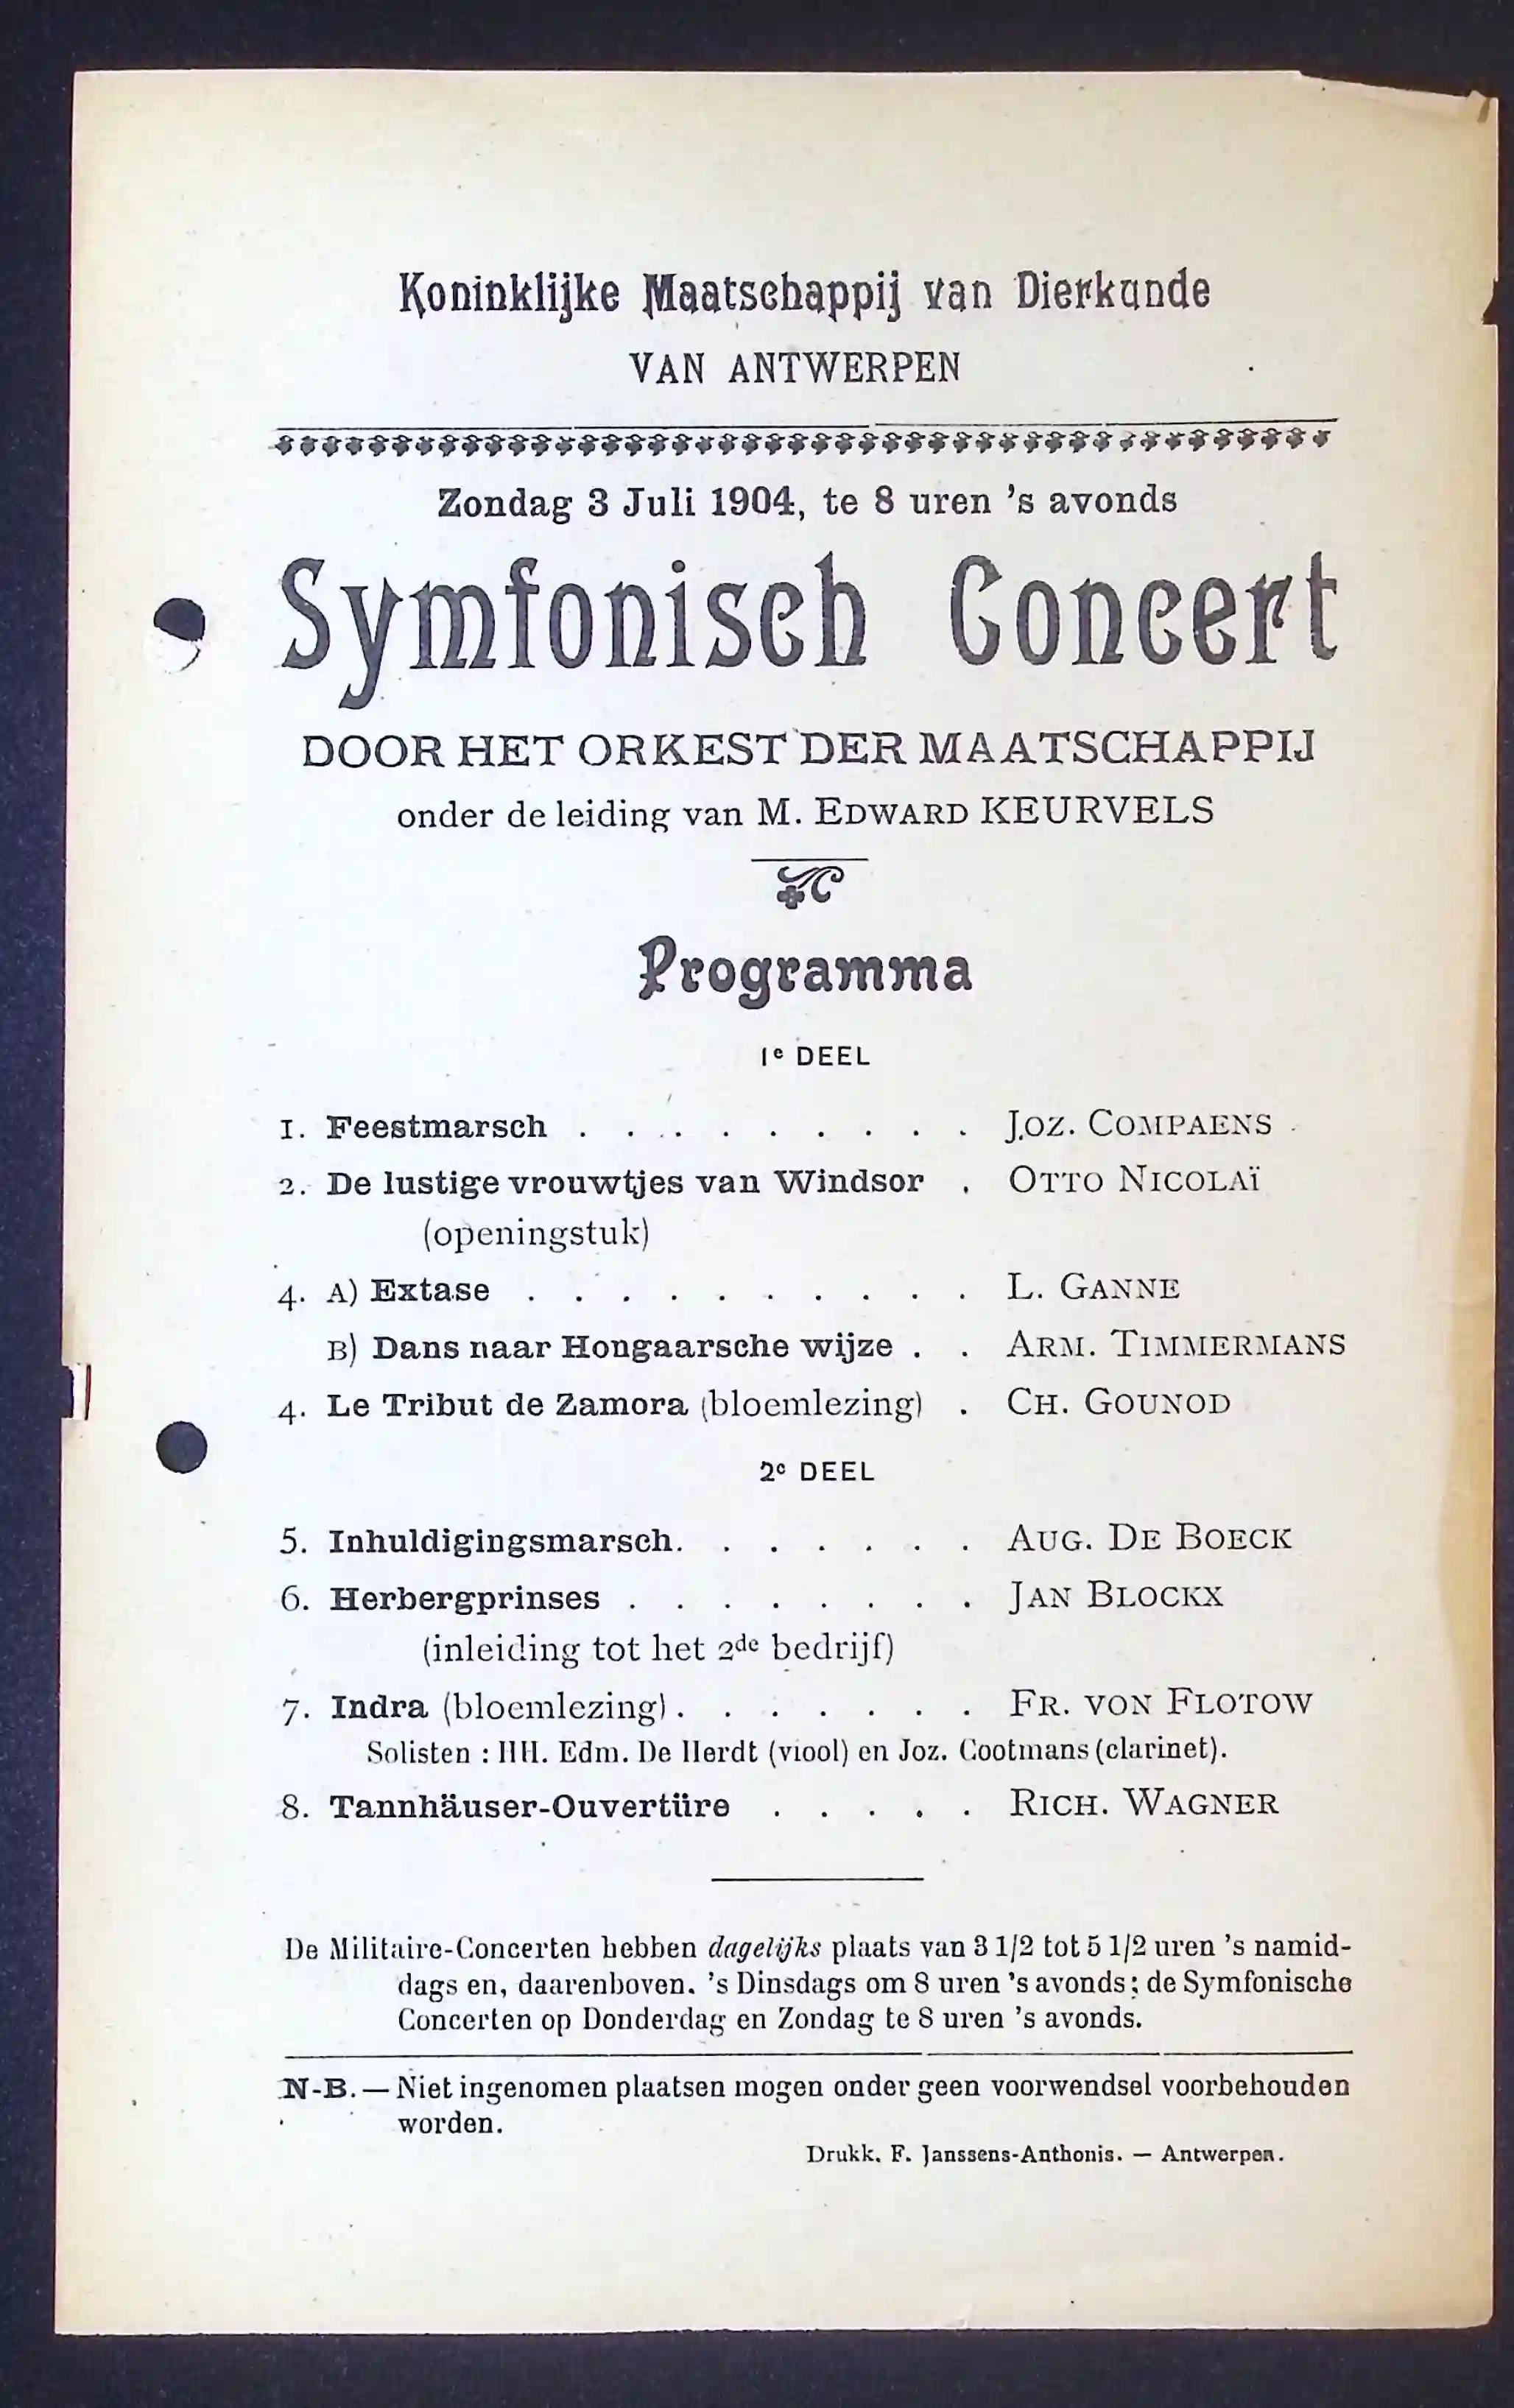 Koninklijke Maatschappij van Dierkunde
VAN ANTWERPEN
Zondag 3 Juli 1904, te 8 uren 's avonds
Symfonisch Concert
DOOR HET ORKEST DER MAATSCHAPPIJ
onder de leiding van M. EDWARD KEURVELS
Programma
1e DEEL
1. Feestmarsch . . . . . . . . . JOZ. COMPAENS
2. De lustige vrouwtjes van Windsor . OTTO NICOLAÏ
(openingstuk)
4. A) Extase . . . . . . . . . . L. GANNE
B) Dans naar Hongaarsche wijze . . ARM. TIMMERMANS
4. Le Tribut de Zamora (bloemlezing) . CH. GOUNOD
2e DEEL
5. Inhuldigingsmarsch. . . . . . . AUG. DE BOECK
6. Herbergprinses . . . . . . . . JAN BLOCKX
(inleiding tot het 2de bedrijf)
7. Indra (bloemlezing) . . . . . . . FR. VON FLOTOW
Solisten : HH. Edm. De Herdt (viool) en Joz. Cootmans (clarinet).
8. Tannhäuser-Ouvertüre . . . . . RICH. WAGNER
De Militaire-Concerten hebben dagelijks plaats van 3 1/2 tot 5 1/2 uren 's namid-
dags en, daarenboven, 's Dinsdags om 8 uren 's avonds; de Symfonische
Concerten op Donderdag en Zondag te 8 uren 's avonds.
N-B. — Niet ingenomen plaatsen mogen onder geen voorwendsel voorbehouden
worden.
Drukk. F. Janssens-Anthonis. — Antwerpen.